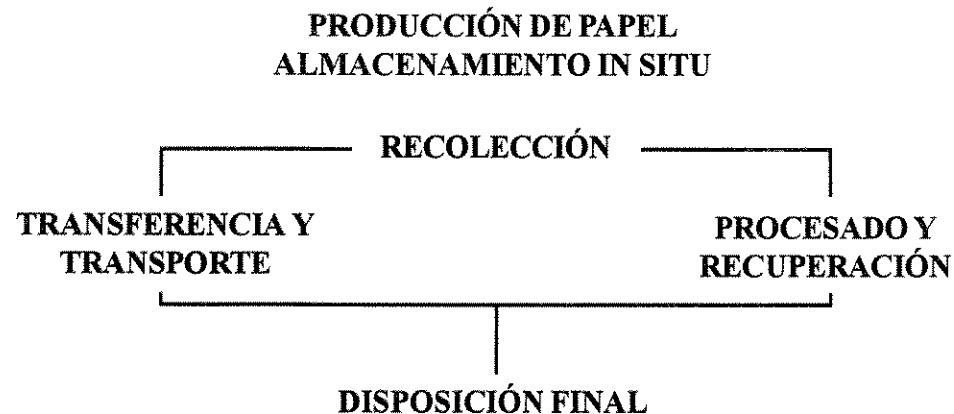 PRODUCCIÓN DE PAPEL
ALMACENAMIENTO IN SITU
RECOLECCIÓN
TRANSFERENCIA Y
TRANSPORTE
PROCESADO Y
RECUPERACIÓN
DISPOSICIÓN FINAL